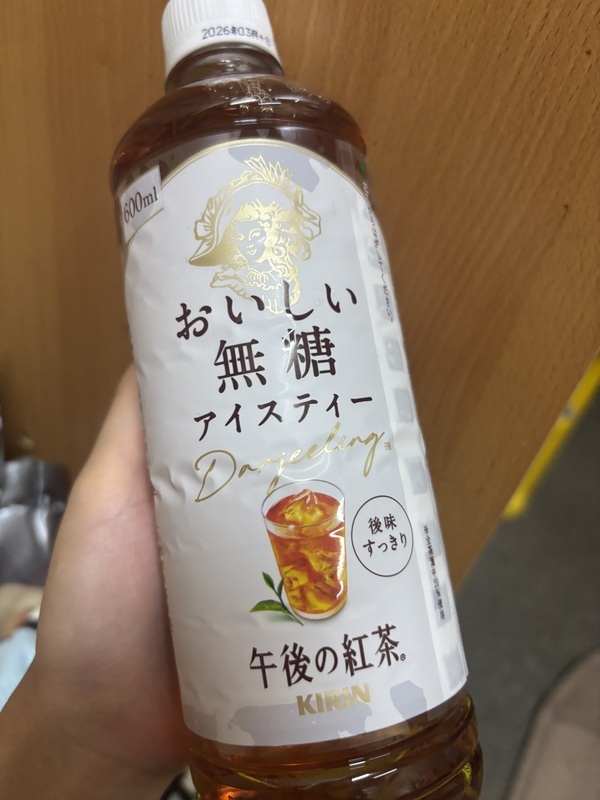 600ml
おいしい
無糖
アイスティー
Darjeeling
後味
すっきり
午後の紅茶®
KIRIN